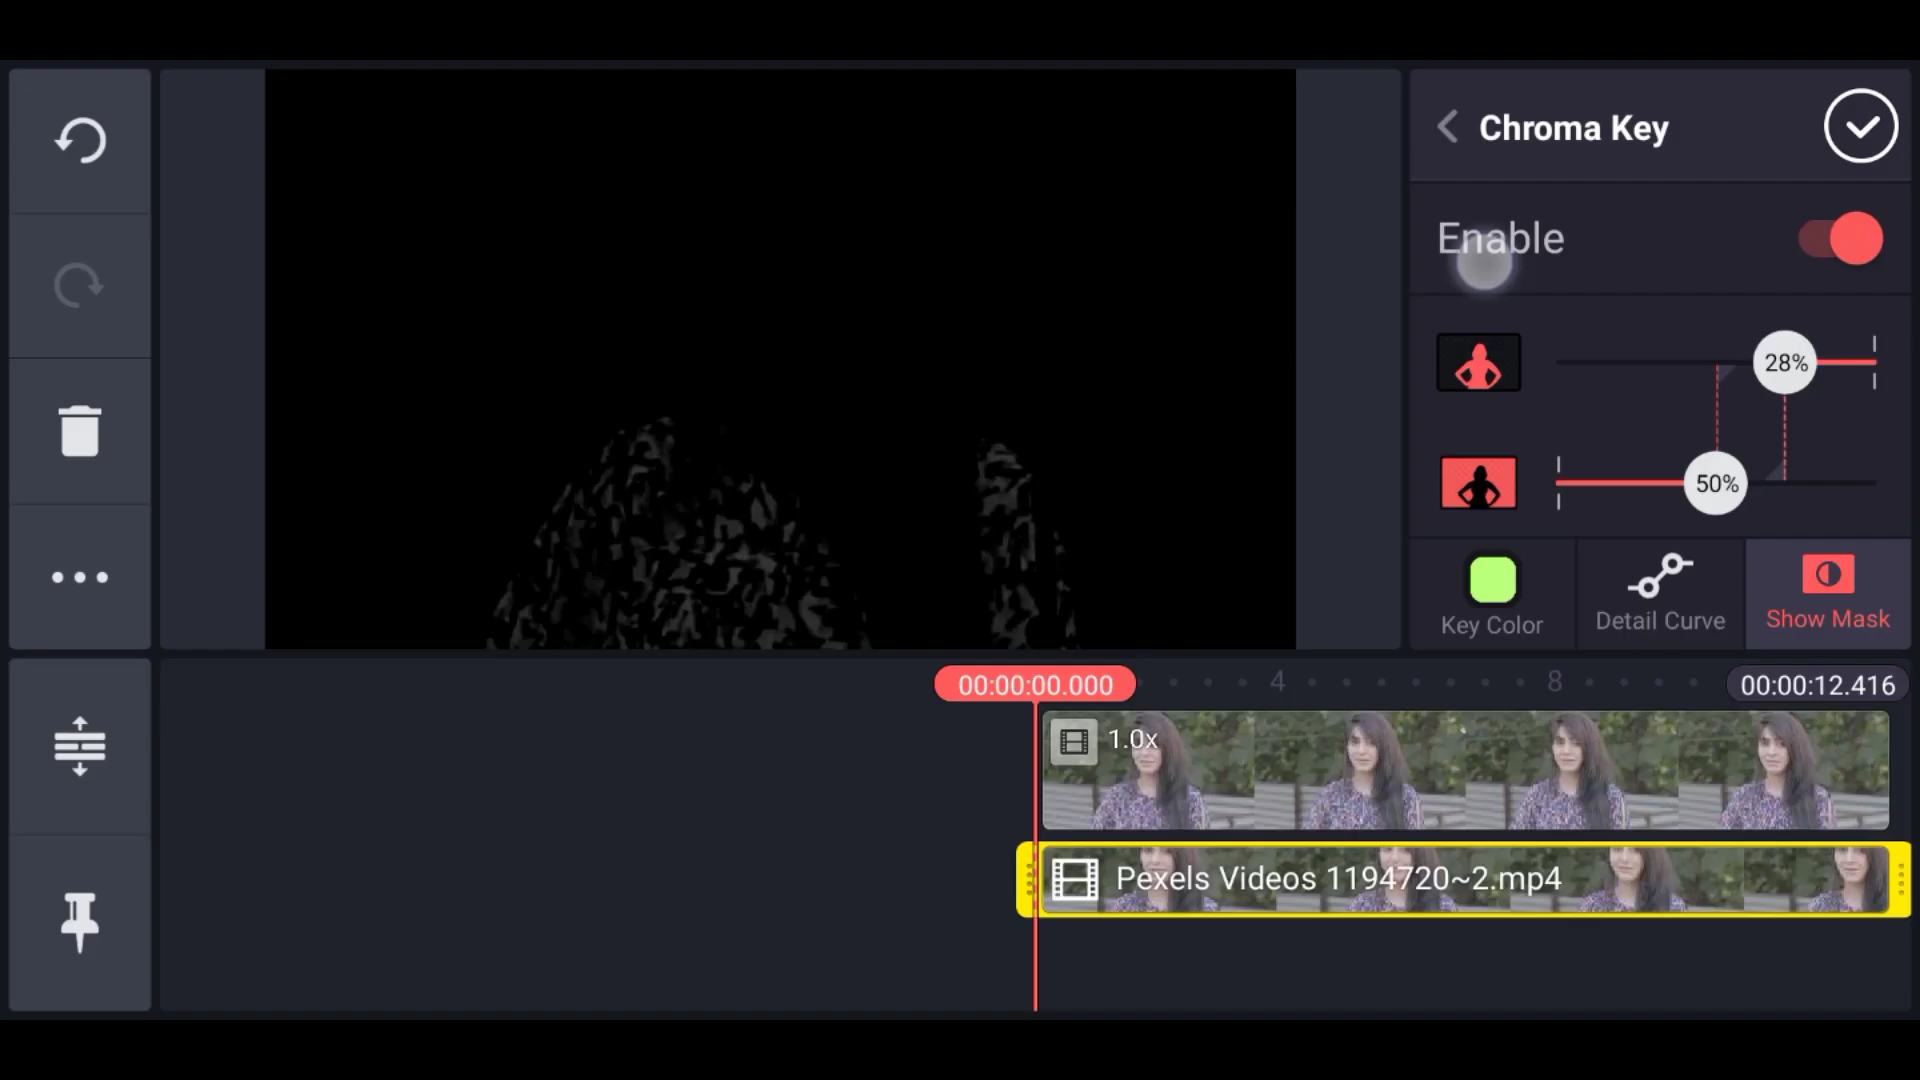 Chroma Key
Enable
28%
50%
Key Color
Detail Curve
Show Mask
00:00:00.000
4
8
00:00:12.416
1.0x
Pexels Videos 1194720~2.mp4